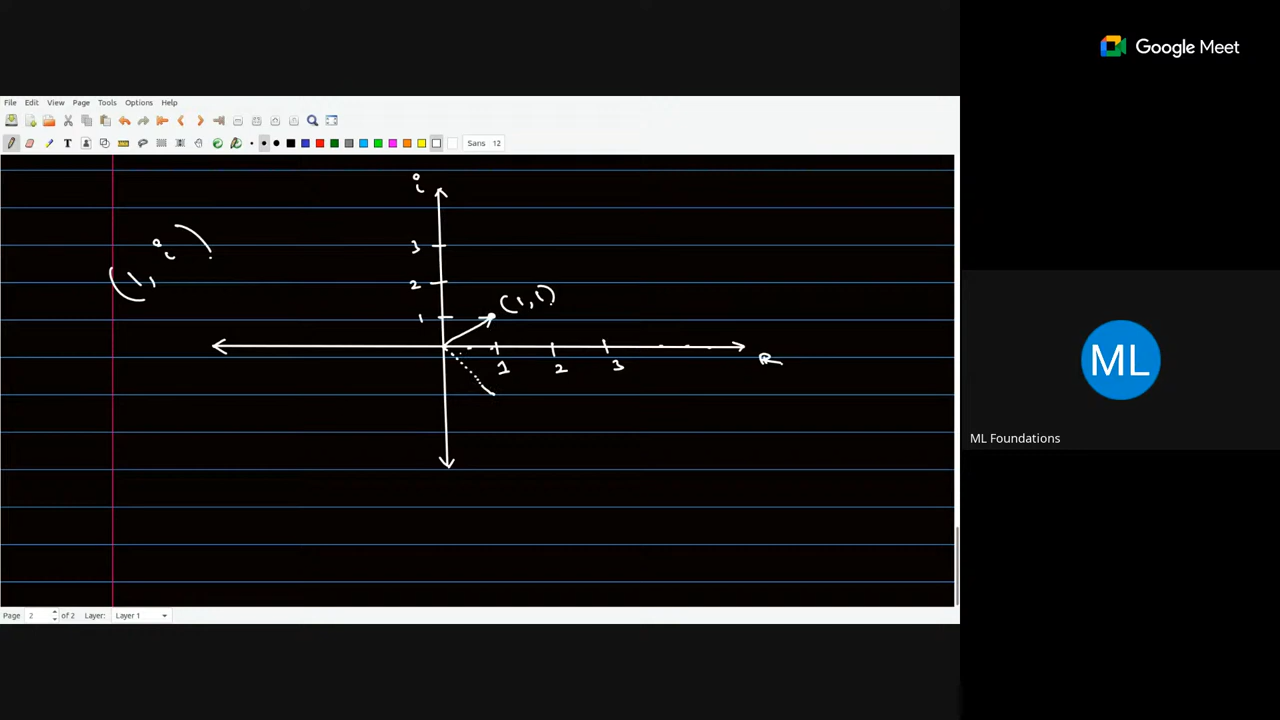 Google Meet
File Edit View Page Tools Options Help
Sans 12
i
3
2
1
(1, i)
(1,1)
1 2 3
R
ML
ML Foundations
Page 2 of 2 Layer: Layer 1